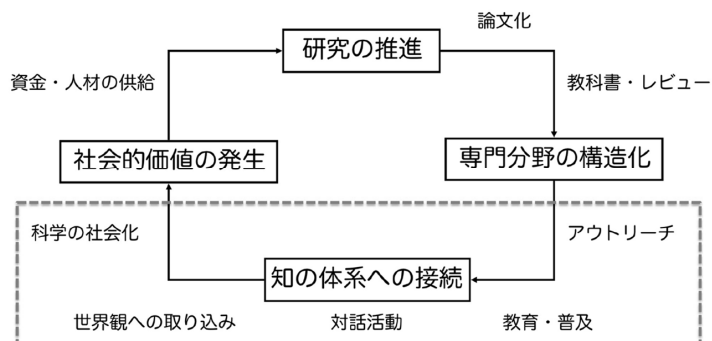 論文化
研究の推進
資金・人材の供給
教科書・レビュー
社会的価値の発生
専門分野の構造化
科学の社会化
アウトリーチ
知の体系への接続
世界観への取り込み
対話活動
教育・普及